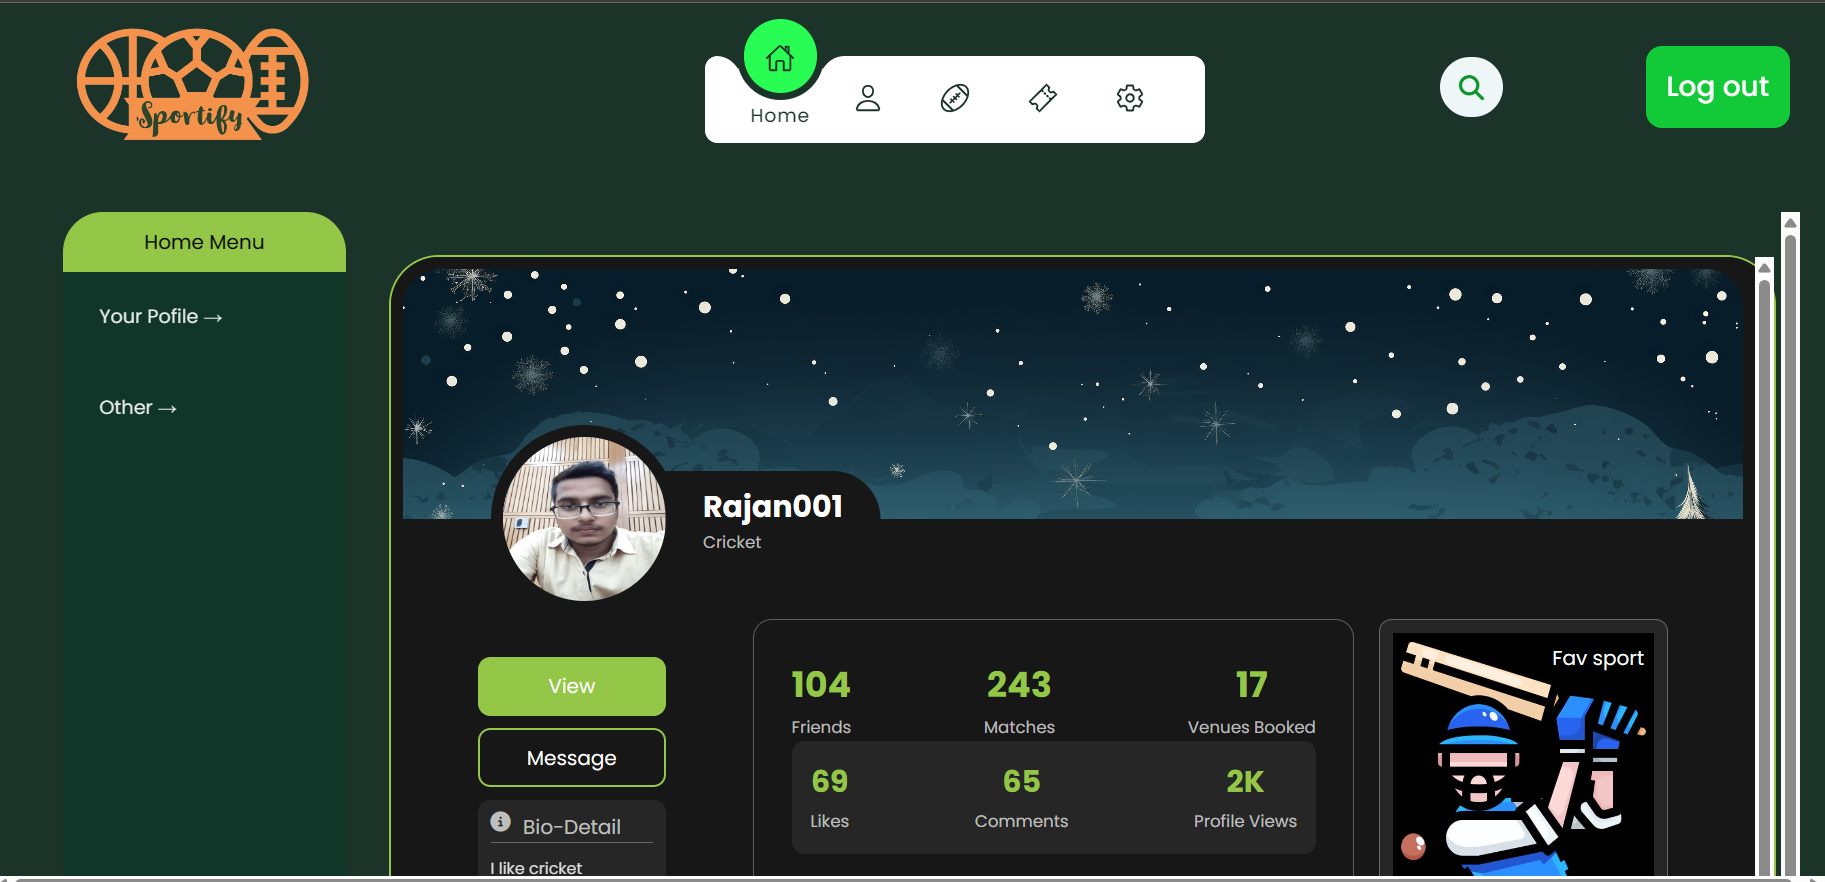 Sportify
Home
Log out
Home Menu
Your Pofile →
Other →
Rajan001
Cricket
View
Message
Bio-Detail
I like cricket
104
Friends
243
Matches
17
Venues Booked
69
Likes
65
Comments
2K
Profile Views
Fav sport